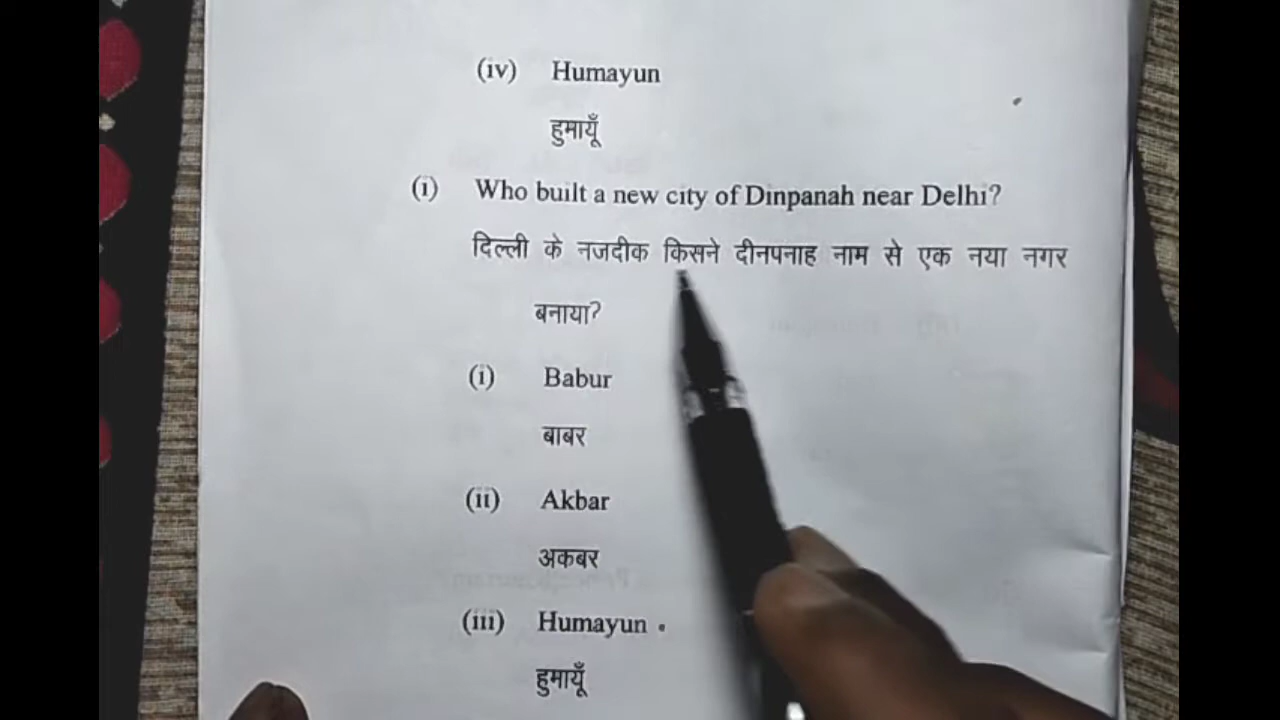 (iv) Humayun
हुमायूँ
(i) Who built a new city of Dinpanah near Delhi?
दिल्ली के नजदीक किसने दीनपनाह नाम से एक नया नगर
बनाया?
(i) Babur
बाबर
(ii) Akbar
अकबर
(iii) Humayun
हुमायूँ